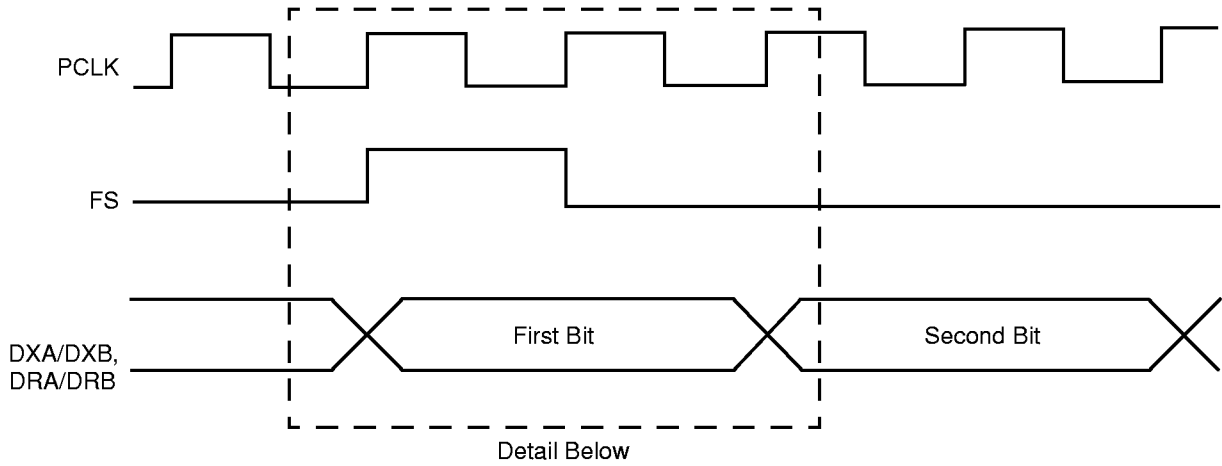 PCLK
FS
DXA/DXB,
DRA/DRB
First Bit
Second Bit
Detail Below